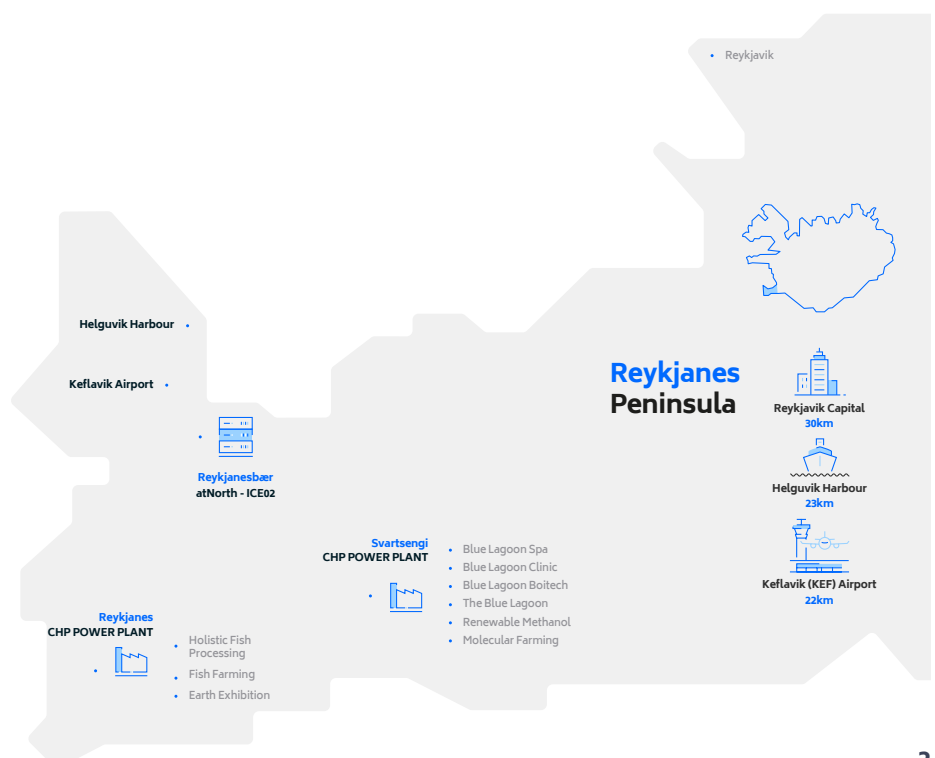 Reykjavik
Helguvik Harbour
Keflavik Airport
Reykjanes
Peninsula
Reykjavik Capital
30km
Helguvik Harbour
23km
Keflavik (KEF) Airport
22km
Reykjanesbær
atNorth - ICE02
Svartsengi
CHP POWER PLANT
Blue Lagoon Spa
Blue Lagoon Clinic
Blue Lagoon Boitech
The Blue Lagoon
Renewable Methanol
Molecular Farming
Reykjanes
CHP POWER PLANT
Holistic Fish
Processing
Fish Farming
Earth Exhibition